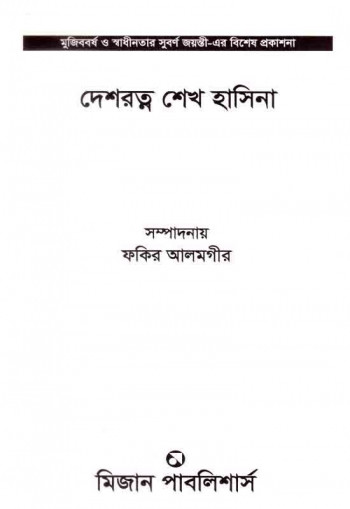 মুজিববর্ষ ও স্বাধীনতার সুবর্ণ জয়ন্তী-এর বিশেষ প্রকাশনা
দেশরত্ন শেখ হাসিনা
সম্পাদনায়
ফকির আলমগীর
মিজান পাবলিশার্স